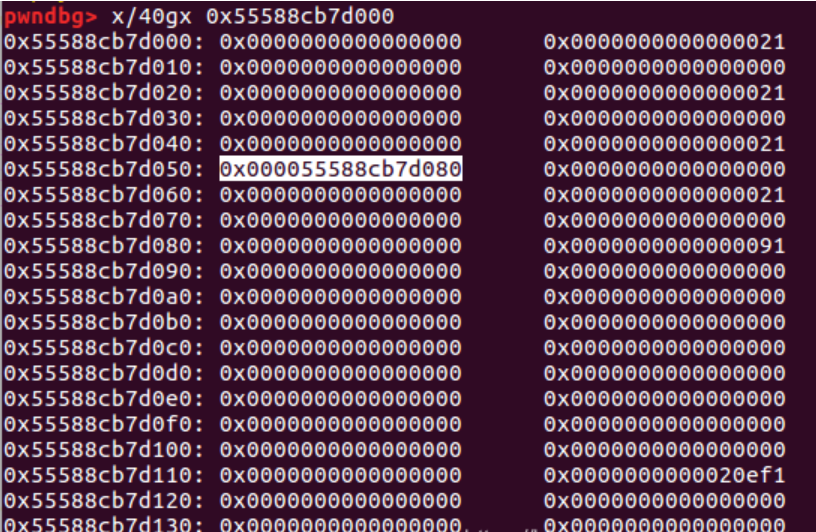 pwndbg> x/40gx 0x55588cb7d000
0x55588cb7d000: 0x0000000000000000 0x0000000000000021
0x55588cb7d010: 0x0000000000000000 0x0000000000000000
0x55588cb7d020: 0x0000000000000000 0x0000000000000021
0x55588cb7d030: 0x0000000000000000 0x0000000000000000
0x55588cb7d040: 0x0000000000000000 0x0000000000000021
0x55588cb7d050: 0x000055588cb7d080 0x0000000000000000
0x55588cb7d060: 0x0000000000000000 0x0000000000000021
0x55588cb7d070: 0x0000000000000000 0x0000000000000000
0x55588cb7d080: 0x0000000000000000 0x0000000000000091
0x55588cb7d090: 0x0000000000000000 0x0000000000000000
0x55588cb7d0a0: 0x0000000000000000 0x0000000000000000
0x55588cb7d0b0: 0x0000000000000000 0x0000000000000000
0x55588cb7d0c0: 0x0000000000000000 0x0000000000000000
0x55588cb7d0d0: 0x0000000000000000 0x0000000000000000
0x55588cb7d0e0: 0x0000000000000000 0x0000000000000000
0x55588cb7d0f0: 0x0000000000000000 0x0000000000000000
0x55588cb7d100: 0x0000000000000000 0x0000000000000000
0x55588cb7d110: 0x0000000000000000 0x0000000000020ef1
0x55588cb7d120: 0x0000000000000000 0x0000000000000000
0x55588cb7d130: 0x0000000000000000 0x0000000000000000